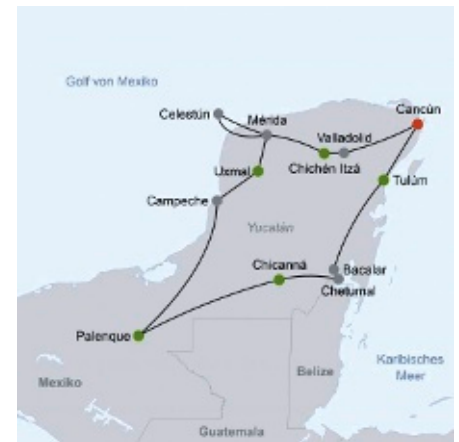 Golf von Mexiko
Cancún
Celestún
Mérida
Valladolid
Uxmal
Chichén Itzá
Tulúm
Campeche
Yucatán
Chicanná
Bacalar
Chetumal
Palenque
Karibisches
Meer
Belize
Mexiko
Guatemala